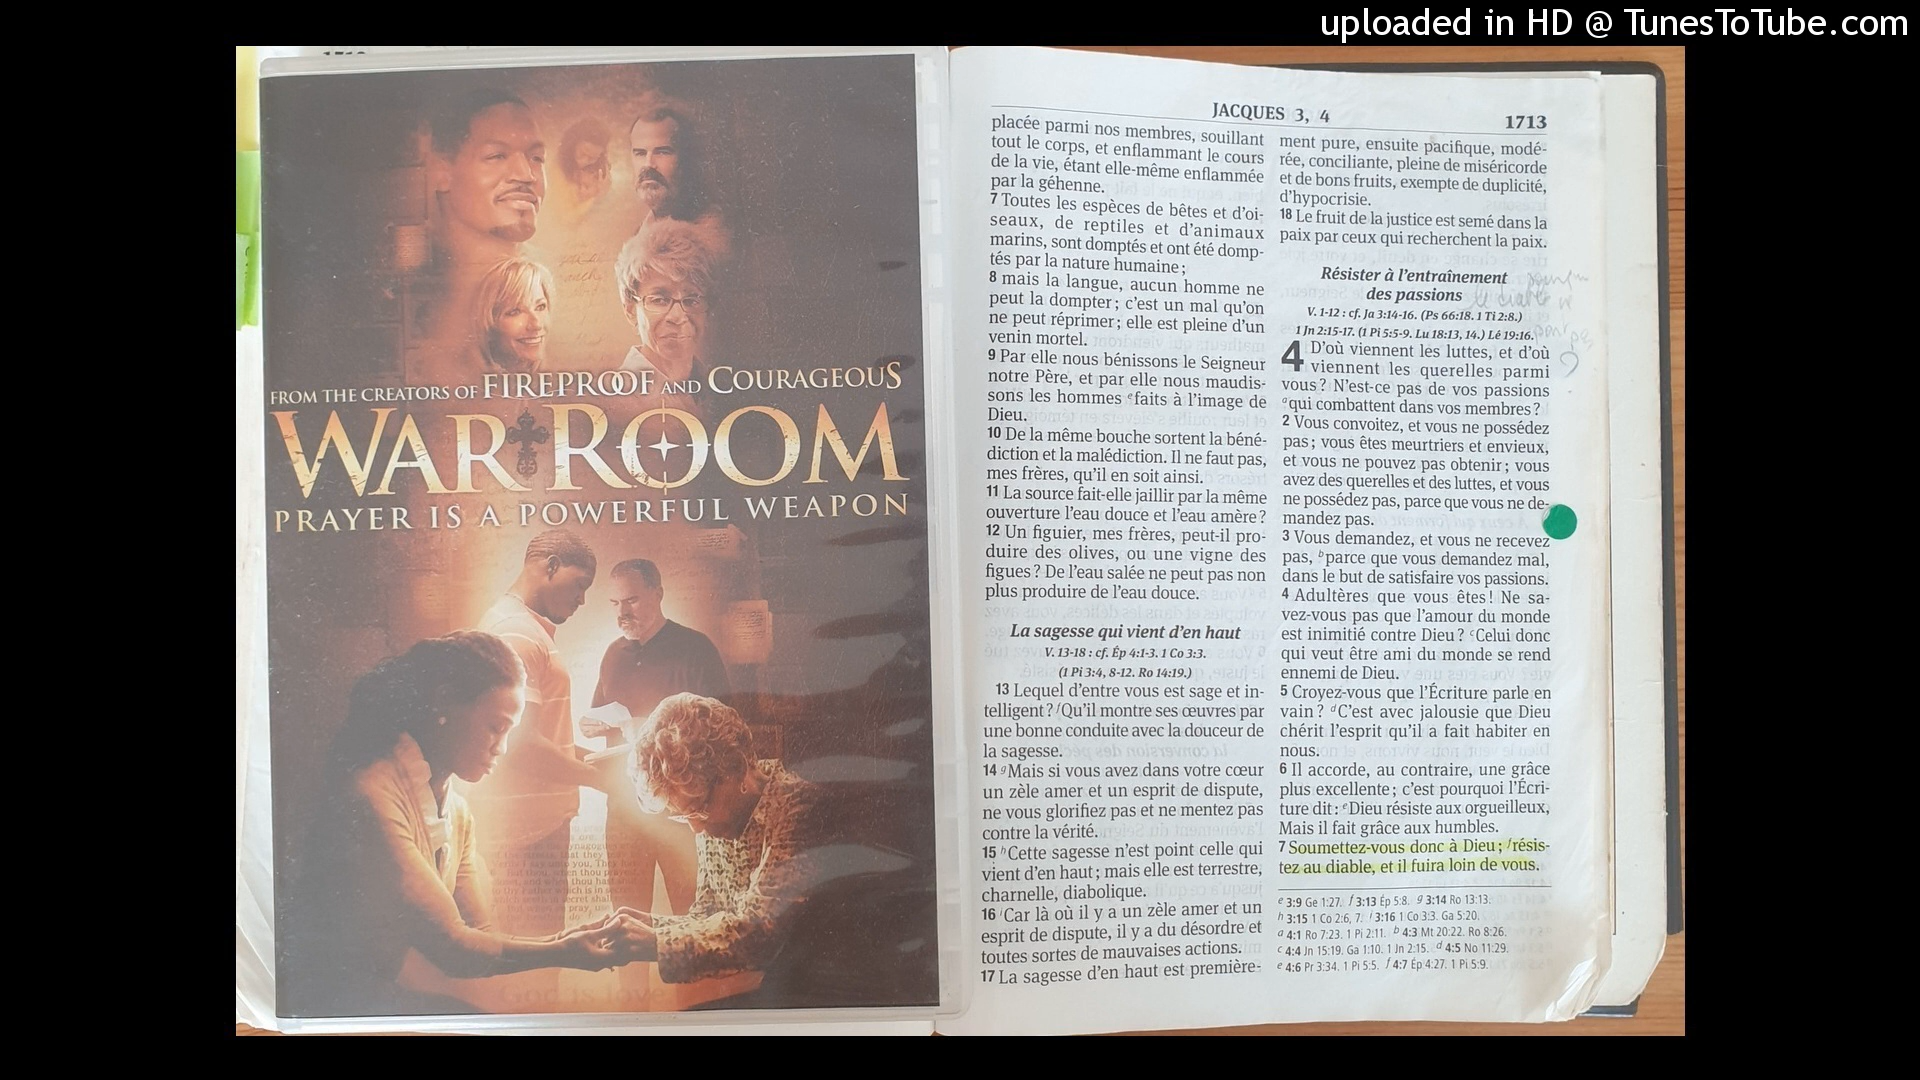 uploaded in HD @ TunesToTube.com
FROM THE CREATORS OF FIREPROOF AND COURAGEOUS
WAR ROOM
PRAYER IS A POWERFUL WEAPON
God is love
JACQUES 3, 4
1713
placée parmi nos membres, souillant
tout le corps, et enflammant le cours
de la vie, étant elle-même enflammée
par la géhenne.
7 Toutes les espèces de bêtes et d'oi-
seaux, de reptiles et d'animaux
marins, sont domptés et ont été domp-
tés par la nature humaine ;
8 mais la langue, aucun homme ne
peut la dompter ; c'est un mal qu'on
ne peut réprimer ; elle est pleine d'un
venin mortel.
9 Par elle nous bénissons le Seigneur
notre Père, et par elle nous maudis-
sons les hommes e faits à l'image de
Dieu.
10 De la même bouche sortent la béné-
diction et la malédiction. Il ne faut pas,
mes frères, qu'il en soit ainsi.
11 La source fait-elle jaillir par la même
ouverture l'eau douce et l'eau amère ?
12 Un figuier, mes frères, peut-il pro-
duire des olives, ou une vigne des
figues ? De l'eau salée ne peut pas non
plus produire de l'eau douce.
La sagesse qui vient d'en haut
V. 13-18 : cf. Ép 4:1-3. 1 Co 3:3.
(1 Pi 3:4, 8-12. Ro 14:19.)
13 Lequel d'entre vous est sage et in-
telligent ? f Qu'il montre ses œuvres par
une bonne conduite avec la douceur de
la sagesse.
14 g Mais si vous avez dans votre cœur
un zèle amer et un esprit de dispute,
ne vous glorifiez pas et ne mentez pas
contre la vérité.
15 h Cette sagesse n'est point celle qui
vient d'en haut ; mais elle est terrestre,
charnelle, diabolique.
16 i Car là où il y a un zèle amer et un
esprit de dispute, il y a du désordre et
toutes sortes de mauvaises actions.
17 La sagesse d'en haut est première-
ment pure, ensuite pacifique, modé-
rée, conciliante, pleine de miséricorde
et de bons fruits, exempte de duplicité,
d'hypocrisie.
18 Le fruit de la justice est semé dans la
paix par ceux qui recherchent la paix.
Résister à l'entraînement
des passions
V. 1-12 : cf. Ja 3:14-16. (Ps 66:18. 1 Ti 2:8.)
1 Jn 2:15-17. (1 Pi 5:5-9. Lu 18:13, 14.) Lé 19:16.
4 D'où viennent les luttes, et d'où
viennent les querelles parmi
vous ? N'est-ce pas de vos passions
a qui combattent dans vos membres ?
2 Vous convoitez, et vous ne possédez
pas ; vous êtes meurtriers et envieux,
et vous ne pouvez pas obtenir ; vous
avez des querelles et des luttes, et vous
ne possédez pas, parce que vous ne de-
mandez pas.
3 Vous demandez, et vous ne recevez
pas, b parce que vous demandez mal,
dans le but de satisfaire vos passions.
4 Adultères que vous êtes ! Ne sa-
vez-vous pas que l'amour du monde
est inimitié contre Dieu ? c Celui donc
qui veut être ami du monde se rend
ennemi de Dieu.
5 Croyez-vous que l'Écriture parle en
vain ? d C'est avec jalousie que Dieu
chérit l'esprit qu'il a fait habiter en
nous.
6 Il accorde, au contraire, une grâce
plus excellente ; c'est pourquoi l'Écri-
ture dit : e Dieu résiste aux orgueilleux,
Mais il fait grâce aux humbles.
7 Soumettez-vous donc à Dieu ; f résis-
tez au diable, et il fuira loin de vous.
e 3:9 Ge 1:27. f 3:13 Ép 5:8. g 3:14 Ro 13:13.
h 3:15 1 Co 2:6, 7. i 3:16 1 Co 3:3. Ga 5:20.
a 4:1 Ro 7:23. 1 Pi 2:11. b 4:3 Mt 20:22. Ro 8:26.
c 4:4 Jn 15:19. Ga 1:10. 1 Jn 2:15. d 4:5 No 11:29.
e 4:6 Pr 3:34. 1 Pi 5:5. f 4:7 Ép 4:27. 1 Pi 5:9.